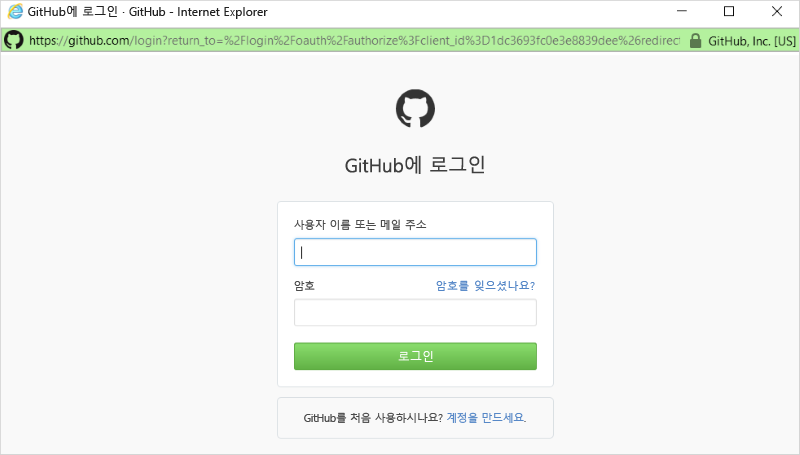 GitHub에 로그인 · GitHub - Internet Explorer
https://github.com/login?return_to=%2Flogin%2Foauth%2Fauthorize%3Fclient_id%3D1dc3693fc0e3e8839dee%26redirect GitHub, Inc. [US]
GitHub에 로그인
사용자 이름 또는 메일 주소
암호 암호를 잊으셨나요?
로그인
GitHub를 처음 사용하시나요? 계정을 만드세요.